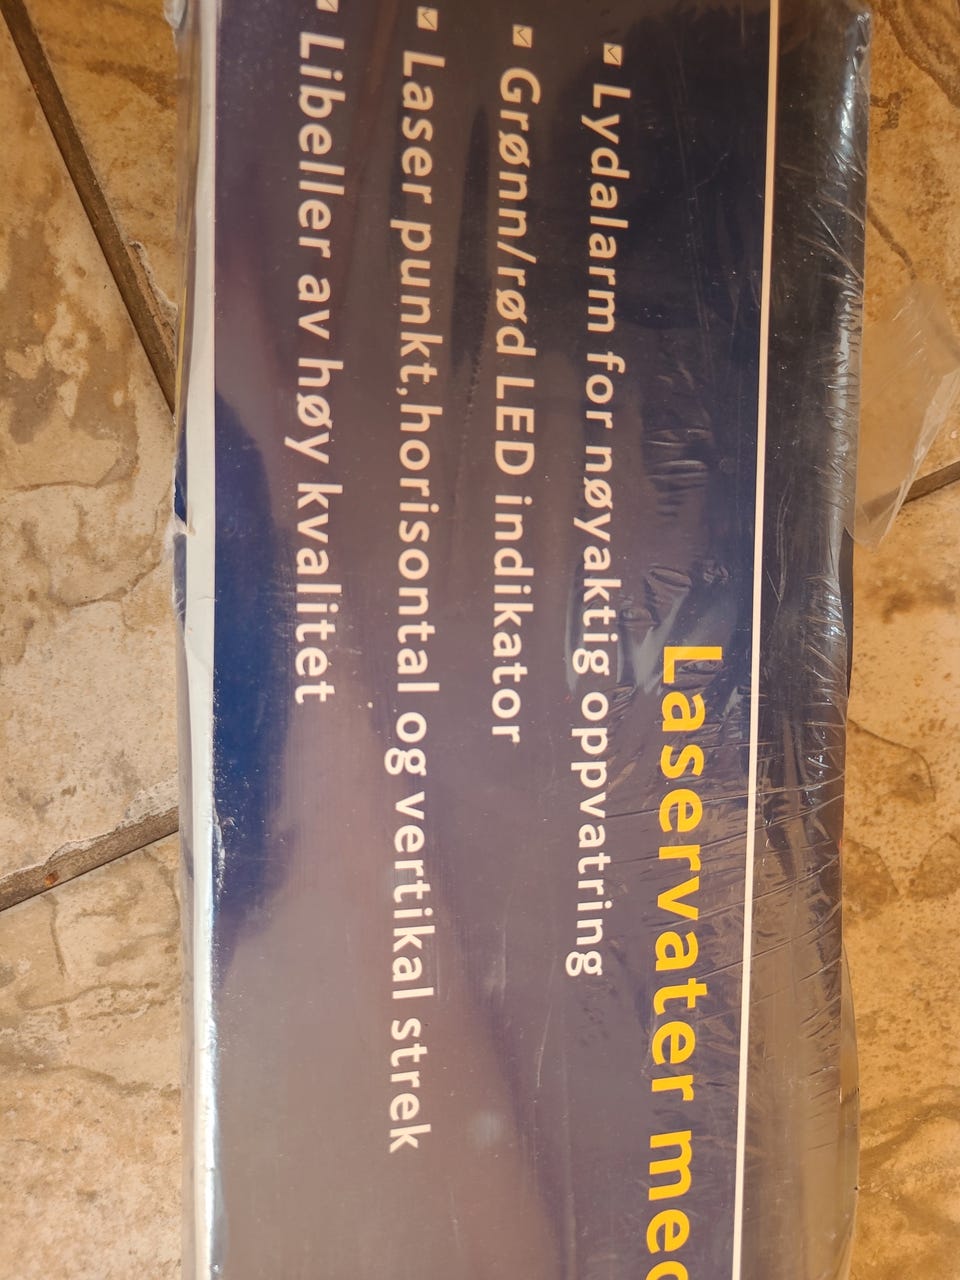 Laservater med
Lydalarm for nøyaktig oppvatring
Grønn/rød LED indikator
Laser punkt,horisontal og vertikal strek
Libeller av høy kvalitet